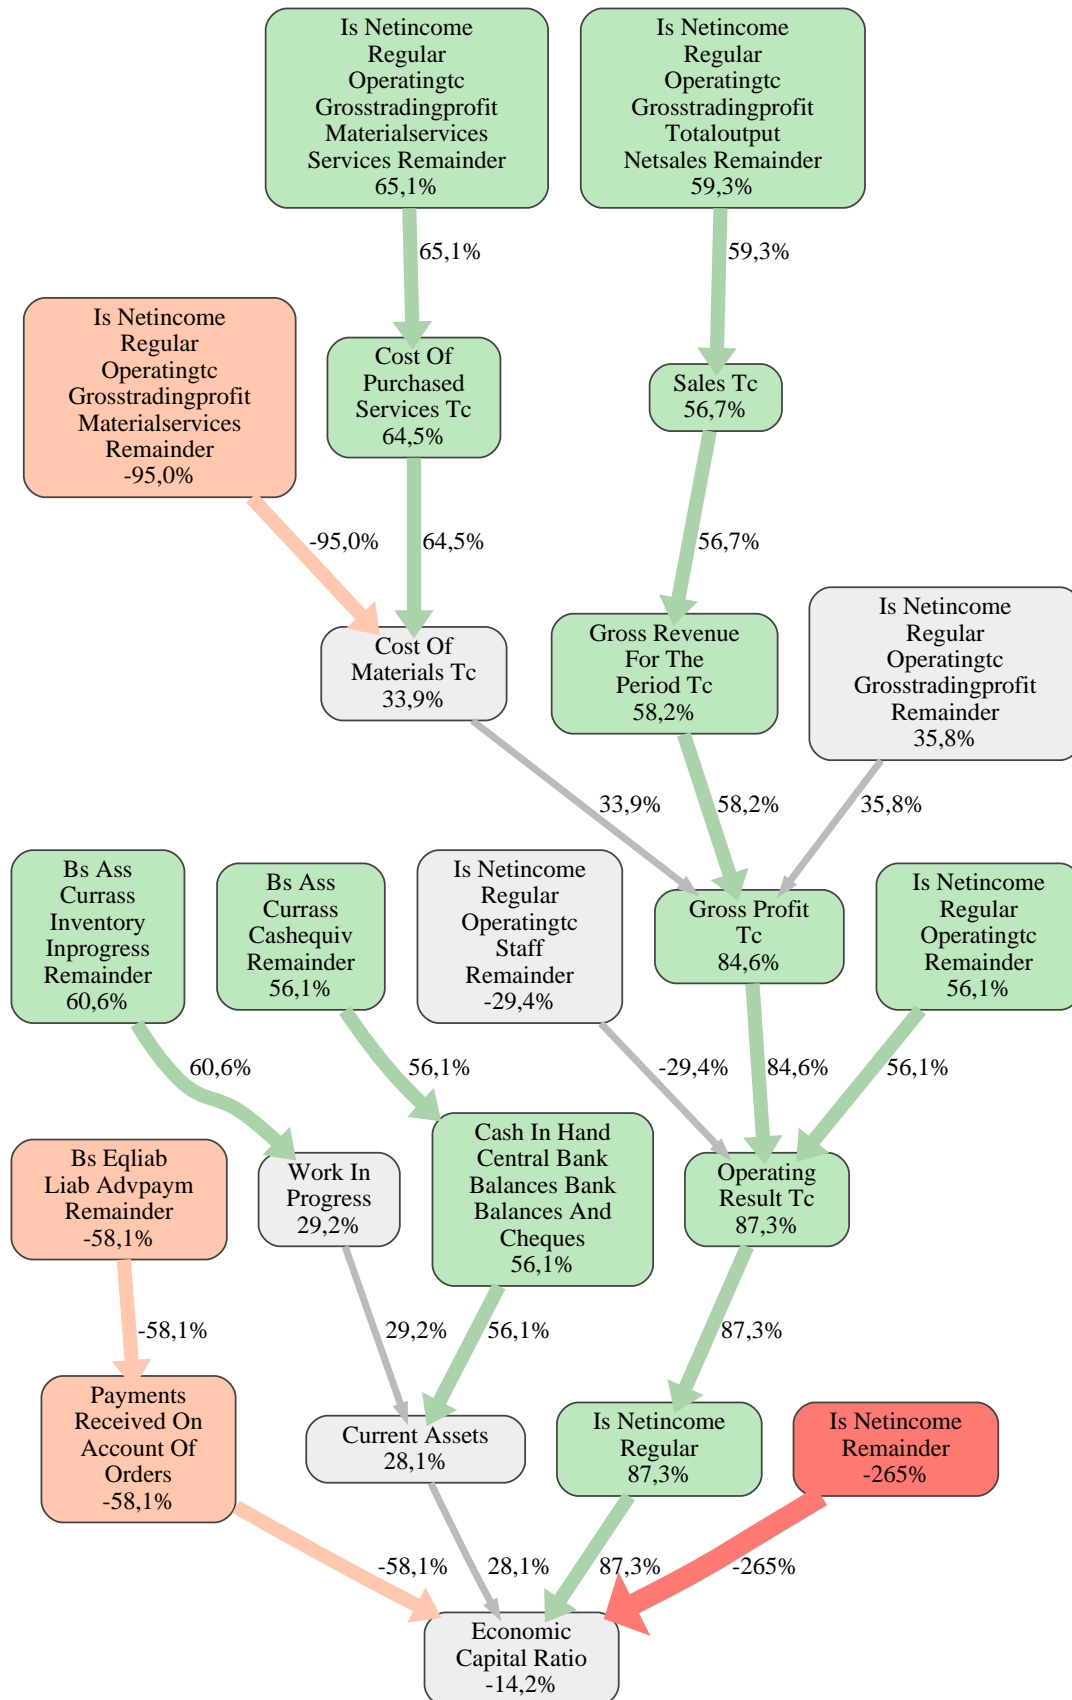 Is Netincome
Regular
Operatingtc
Grosstradingprofit
Materialservices
Services Remainder
65,1%
Is Netincome
Regular
Operatingtc
Grosstradingprofit
Totaloutput
Netsales Remainder
59,3%
65,1%
59,3%
Is Netincome
Regular
Operatingtc
Grosstradingprofit
Materialservices
Remainder
-95,0%
Cost Of
Purchased
Services Tc
64,5%
Sales Tc
56,7%
-95,0%
64,5%
56,7%
Cost Of
Materials Tc
33,9%
Gross Revenue
For The
Period Tc
58,2%
Is Netincome
Regular
Operatingtc
Grosstradingprofit
Remainder
35,8%
33,9%
58,2%
35,8%
Bs Ass
Currass
Inventory
Inprogress
Remainder
60,6%
Bs Ass
Currass
Cashequiv
Remainder
56,1%
Is Netincome
Regular
Operatingtc
Staff
Remainder
-29,4%
Gross Profit
Tc
84,6%
Is Netincome
Regular
Operatingtc
Remainder
56,1%
60,6%
56,1%
-29,4%
84,6%
56,1%
Bs Eqliab
Liab Advpaym
Remainder
-58,1%
Work In
Progress
29,2%
Cash In Hand
Central Bank
Balances Bank
Balances And
Cheques
56,1%
Operating
Result Tc
87,3%
-58,1%
29,2%
56,1%
87,3%
Payments
Received On
Account Of
Orders
-58,1%
Current Assets
28,1%
Is Netincome
Regular
87,3%
Is Netincome
Remainder
-265%
-58,1%
28,1%
87,3%
-265%
Economic
Capital Ratio
-14,2%